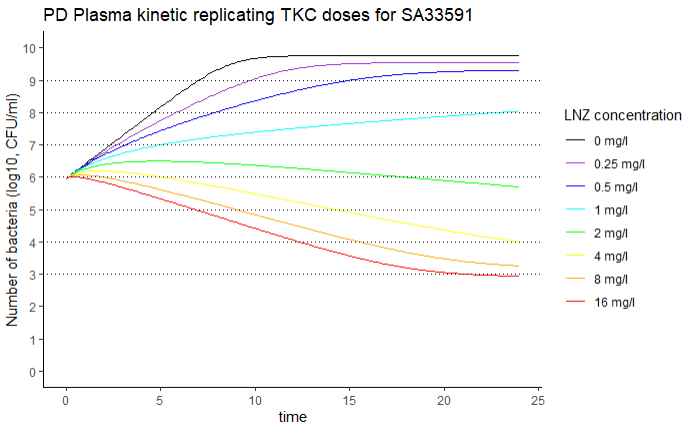 PD Plasma kinetic replicating TKC doses for SA33591
Number of bacteria (log10, CFU/ml)
10
9
8
7
6
5
4
3
2
1
0
0
5
10
15
20
25
time
LNZ concentration
0 mg/l
0.25 mg/l
0.5 mg/l
1 mg/l
2 mg/l
4 mg/l
8 mg/l
16 mg/l